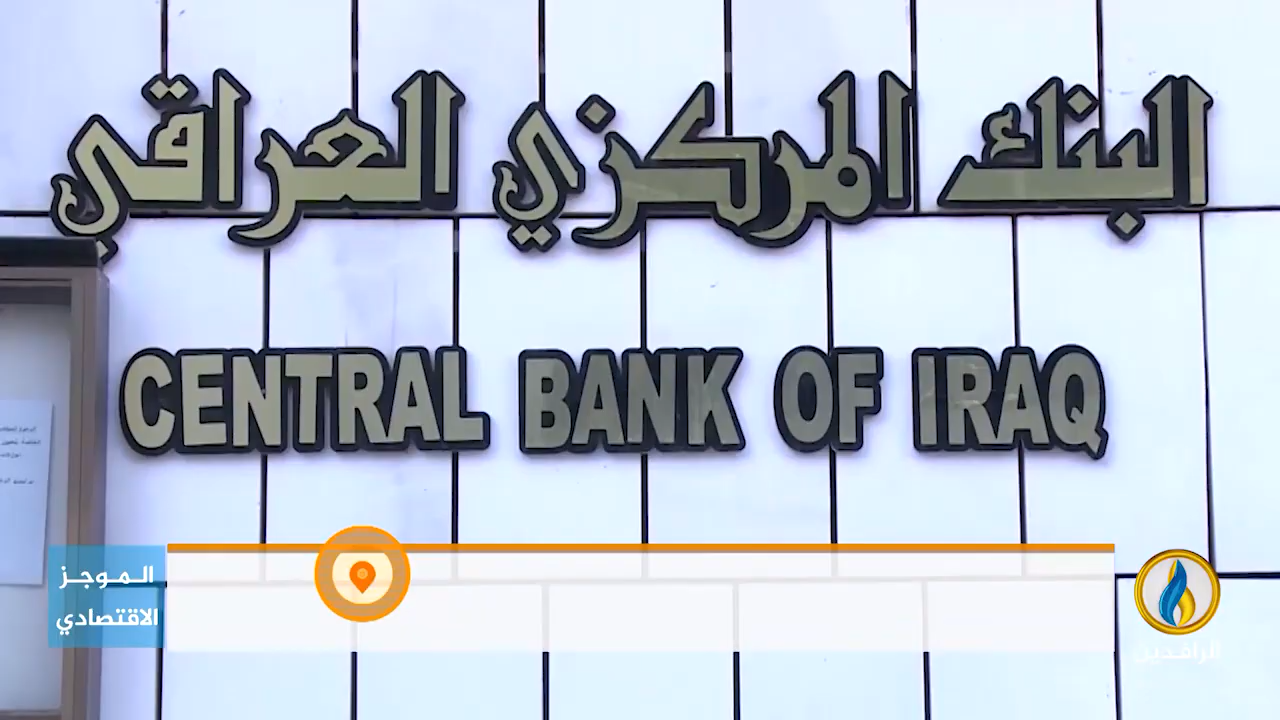 البنك المركزي العراقي
CENTRAL BANK OF IRAQ
الموجز
الاقتصادي
الرافدين